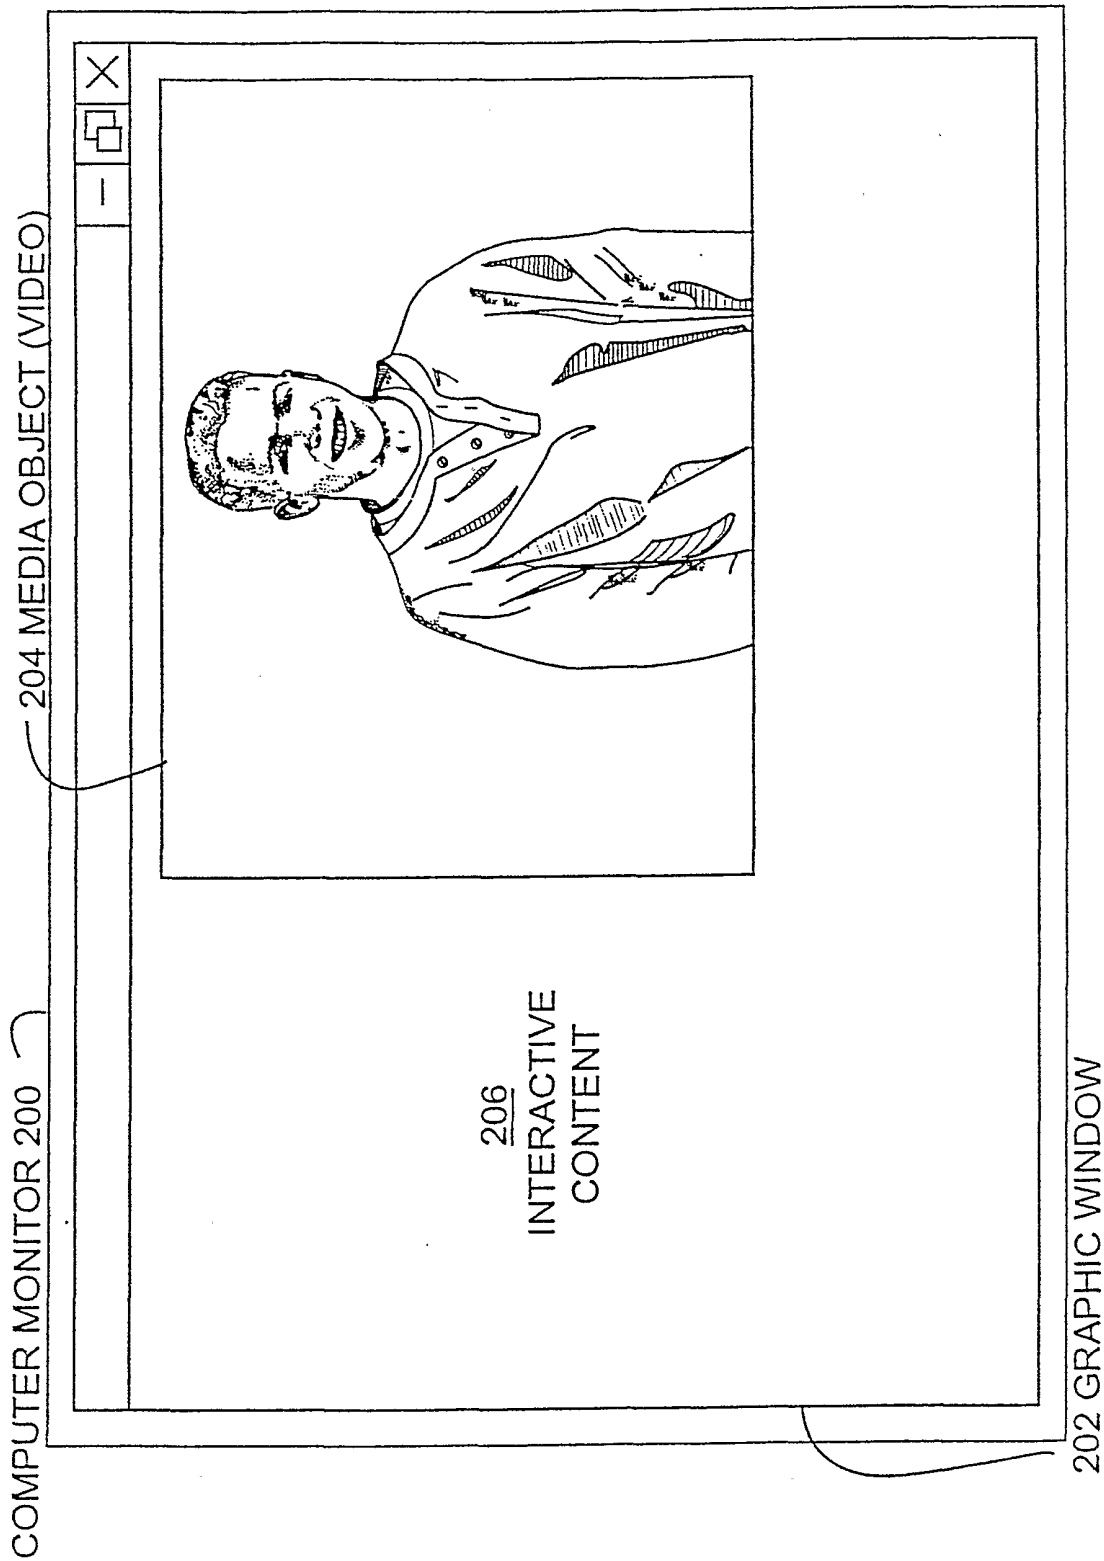 COMPUTER MONITOR 200
204 MEDIA OBJECT (VIDEO)
206
INTERACTIVE
CONTENT
202 GRAPHIC WINDOW